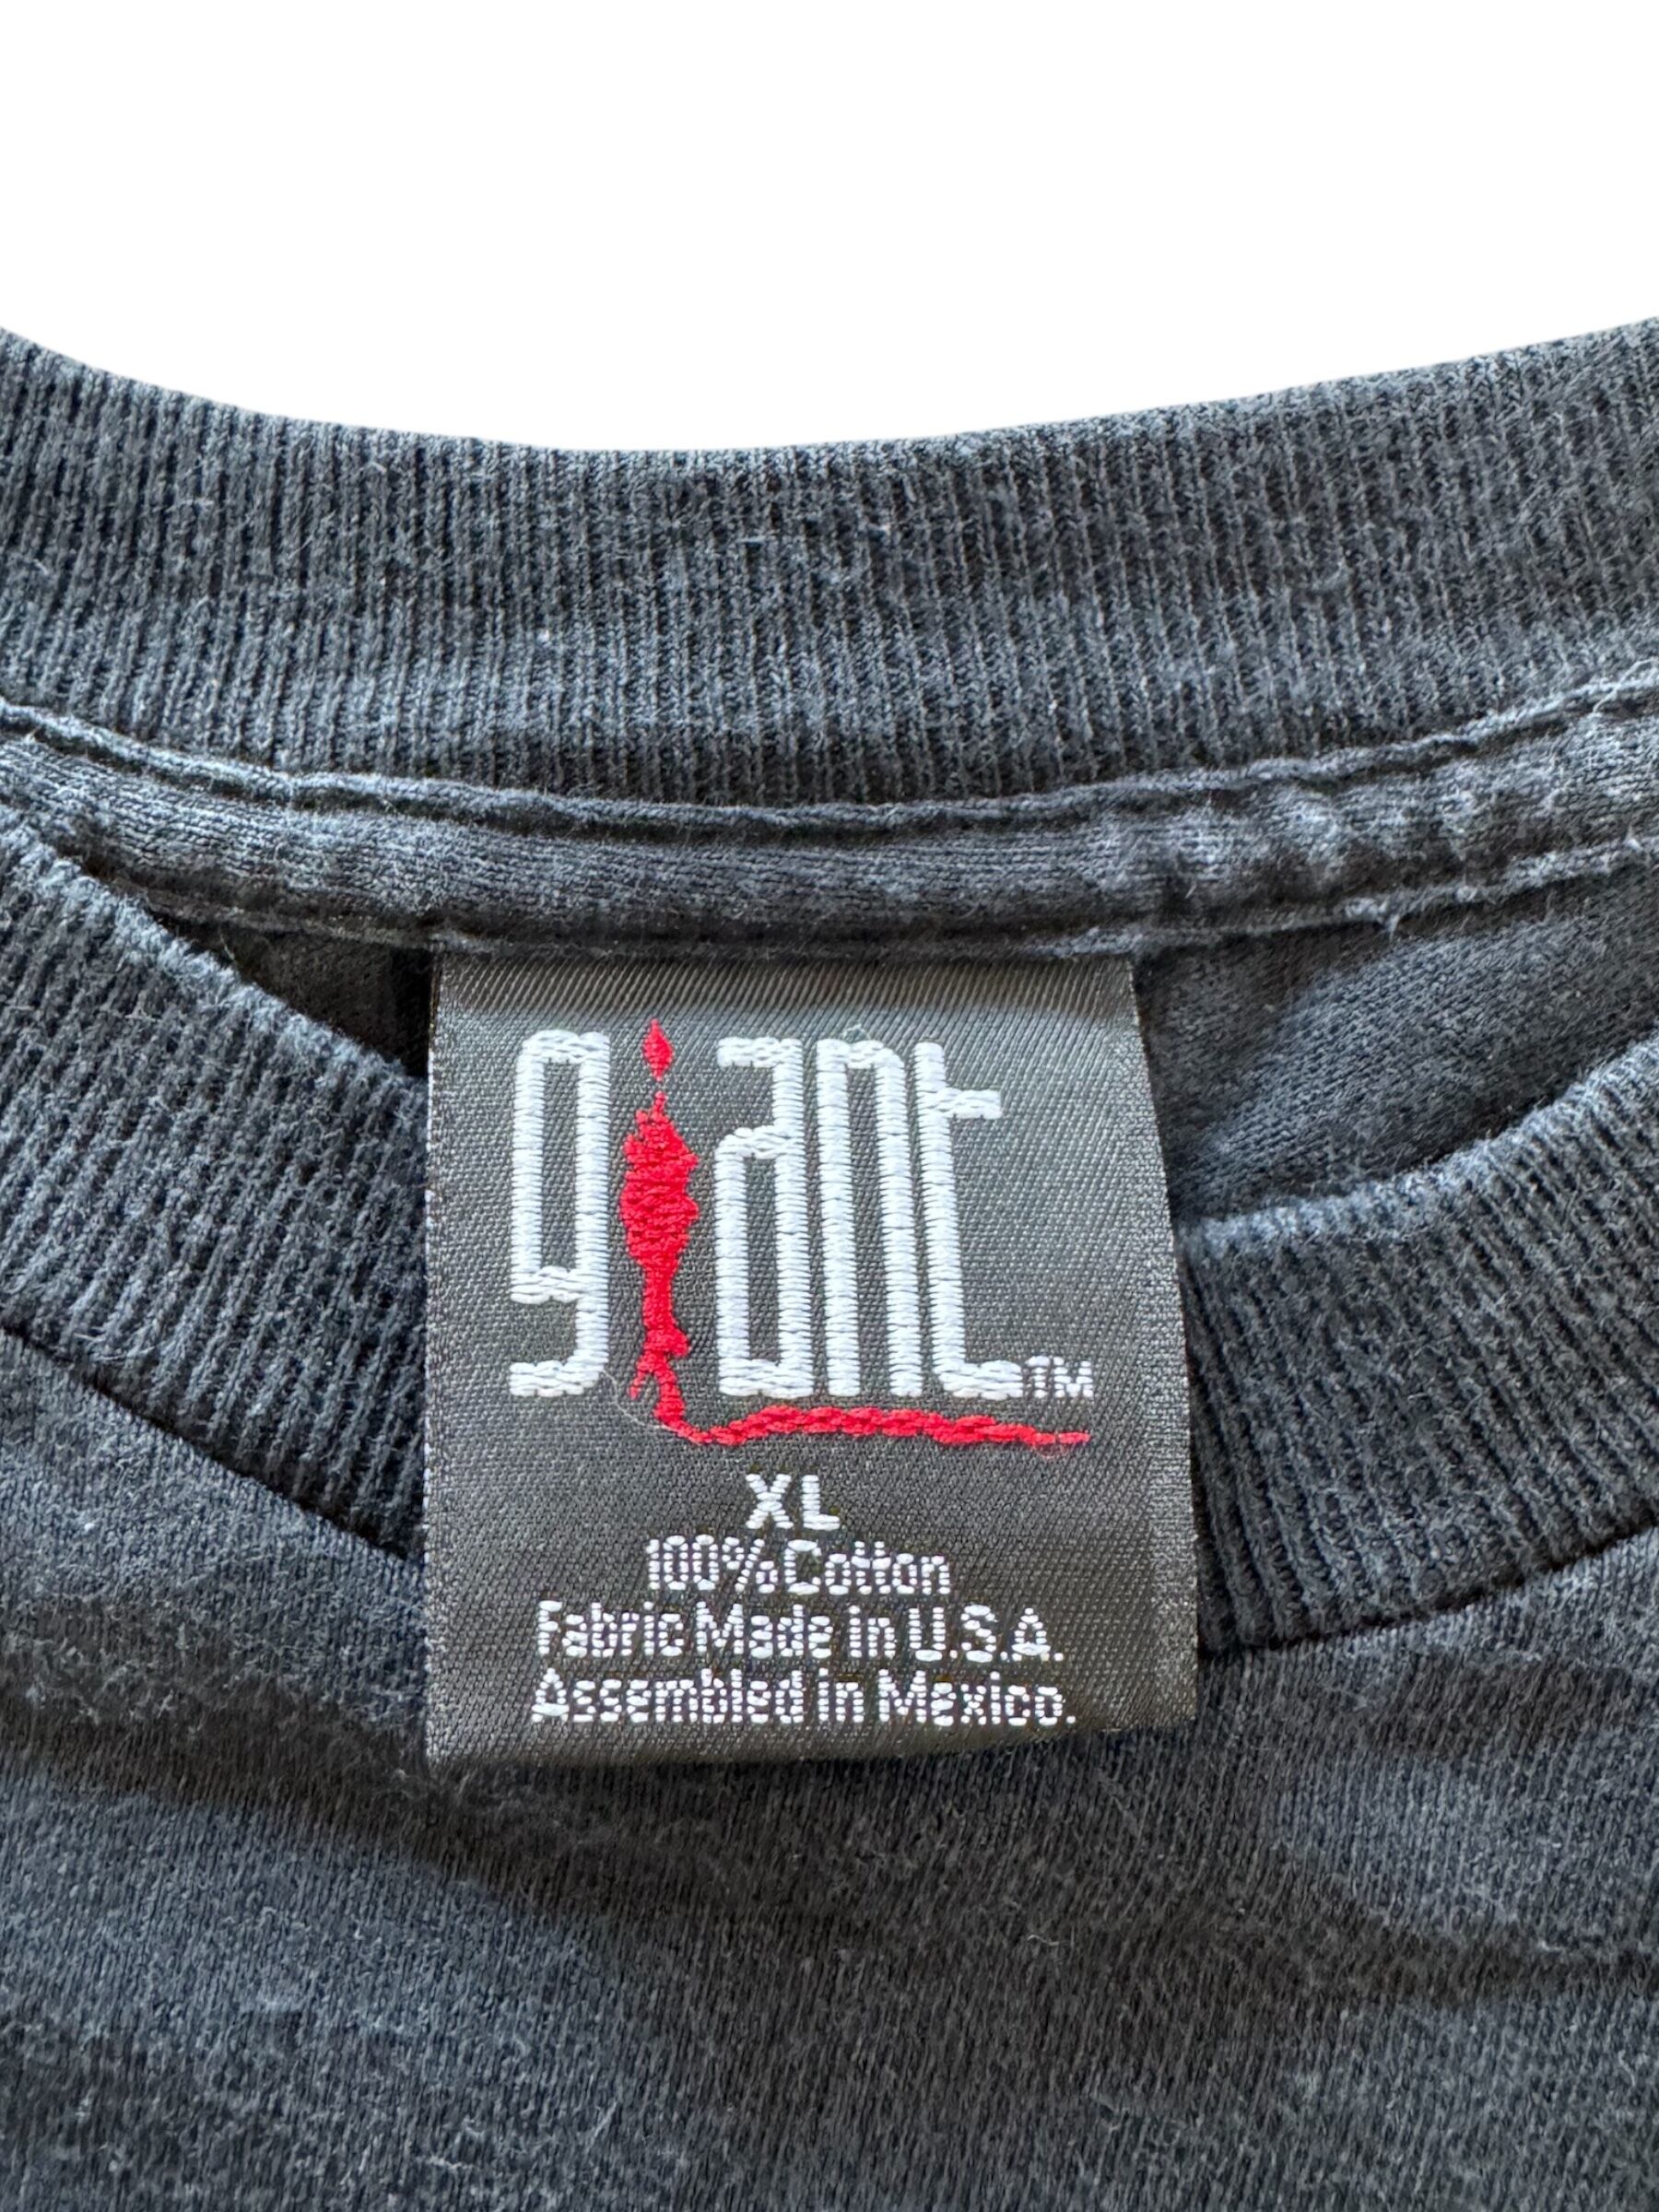 giant™
XL
100% Cotton
Fabric Made in U.S.A.
Assembled in Mexico.